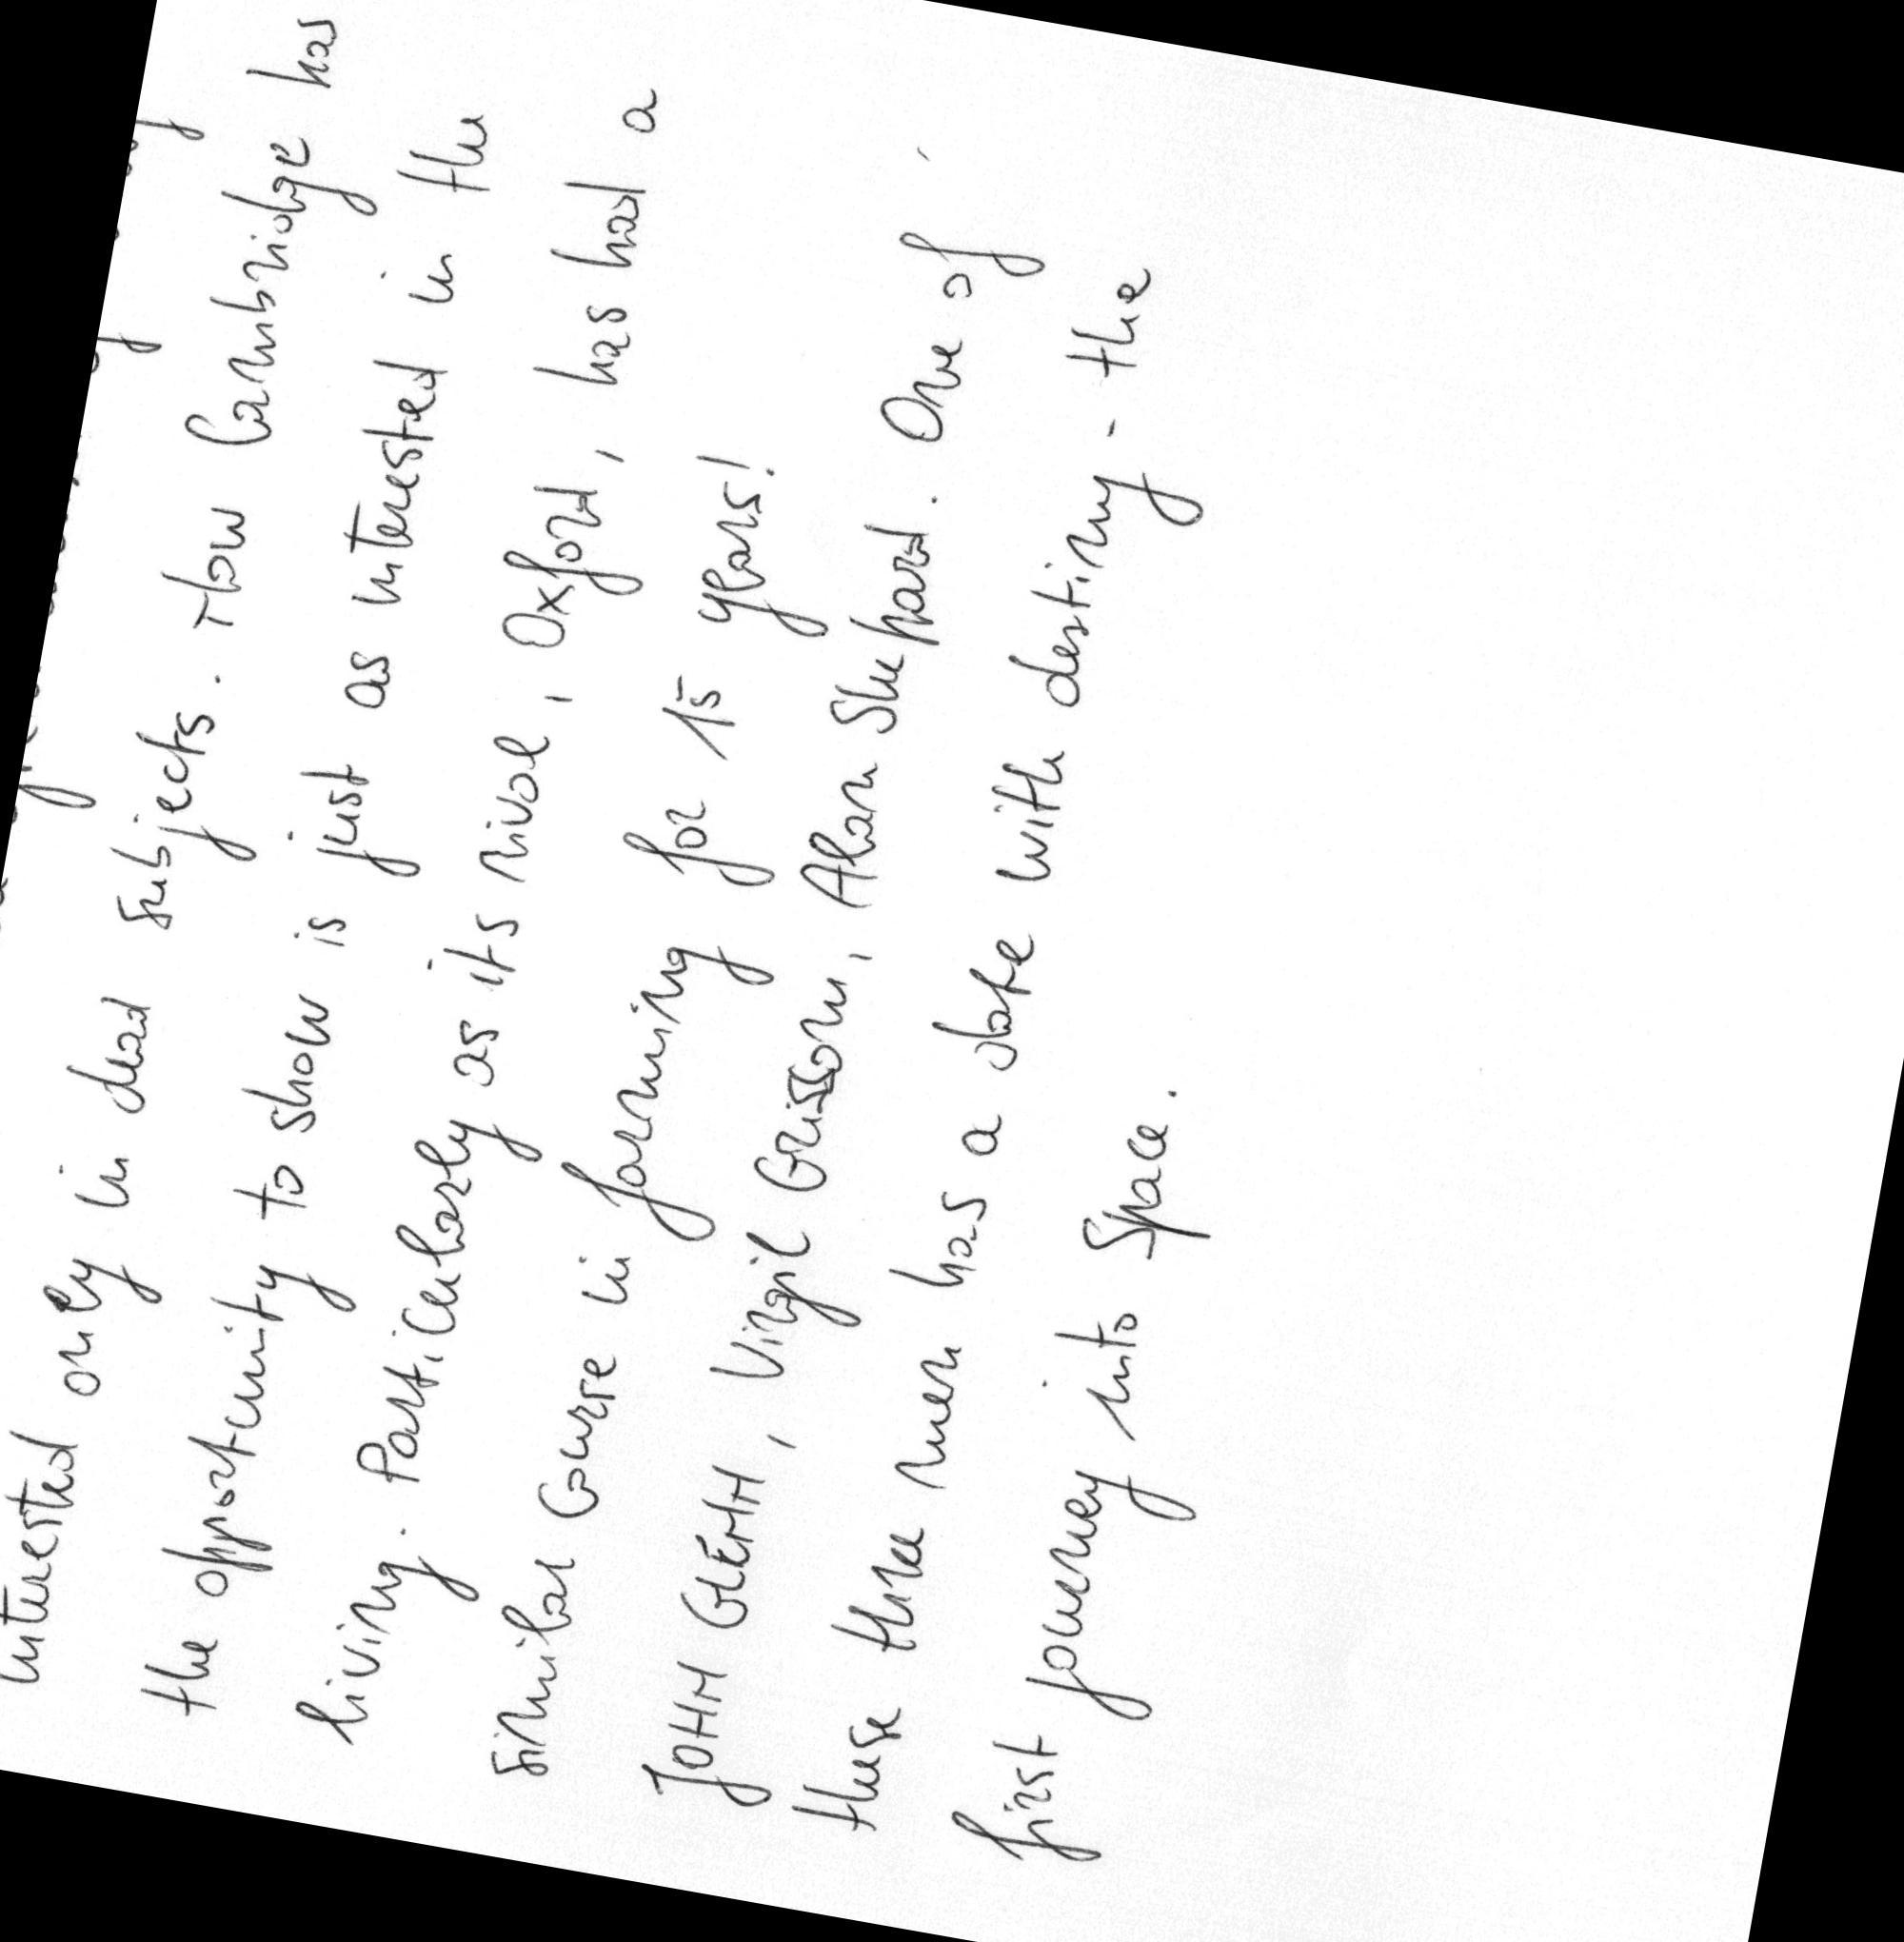 interested only in dead subjects. Now Cambridge has
the opportunity to show is just as interested in the
living. Particularly as its rival, Oxford, has had a
similar course in farming for 15 years!
JOHN GLENN, Virgil Grissom, Alan Shepard. One of
these three men has a date with destiny - the
first journey into Space.